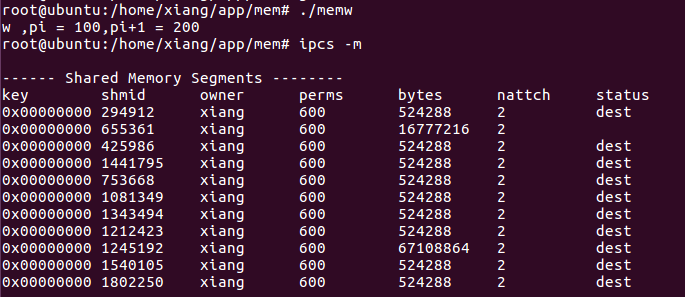 root@ubuntu:/home/xiang/app/mem# ./memw
w ,pi = 100,pi+1 = 200
root@ubuntu:/home/xiang/app/mem# ipcs -m
------ Shared Memory Segments --------
key shmid owner perms bytes nattch status
0x00000000 294912 xiang 600 524288 2 dest
0x00000000 655361 xiang 600 16777216 2
0x00000000 425986 xiang 600 524288 2 dest
0x00000000 1441795 xiang 600 524288 2 dest
0x00000000 753668 xiang 600 524288 2 dest
0x00000000 1081349 xiang 600 524288 2 dest
0x00000000 1343494 xiang 600 524288 2 dest
0x00000000 1212423 xiang 600 524288 2 dest
0x00000000 1245192 xiang 600 67108864 2 dest
0x00000000 1540105 xiang 600 524288 2 dest
0x00000000 1802250 xiang 600 524288 2 dest